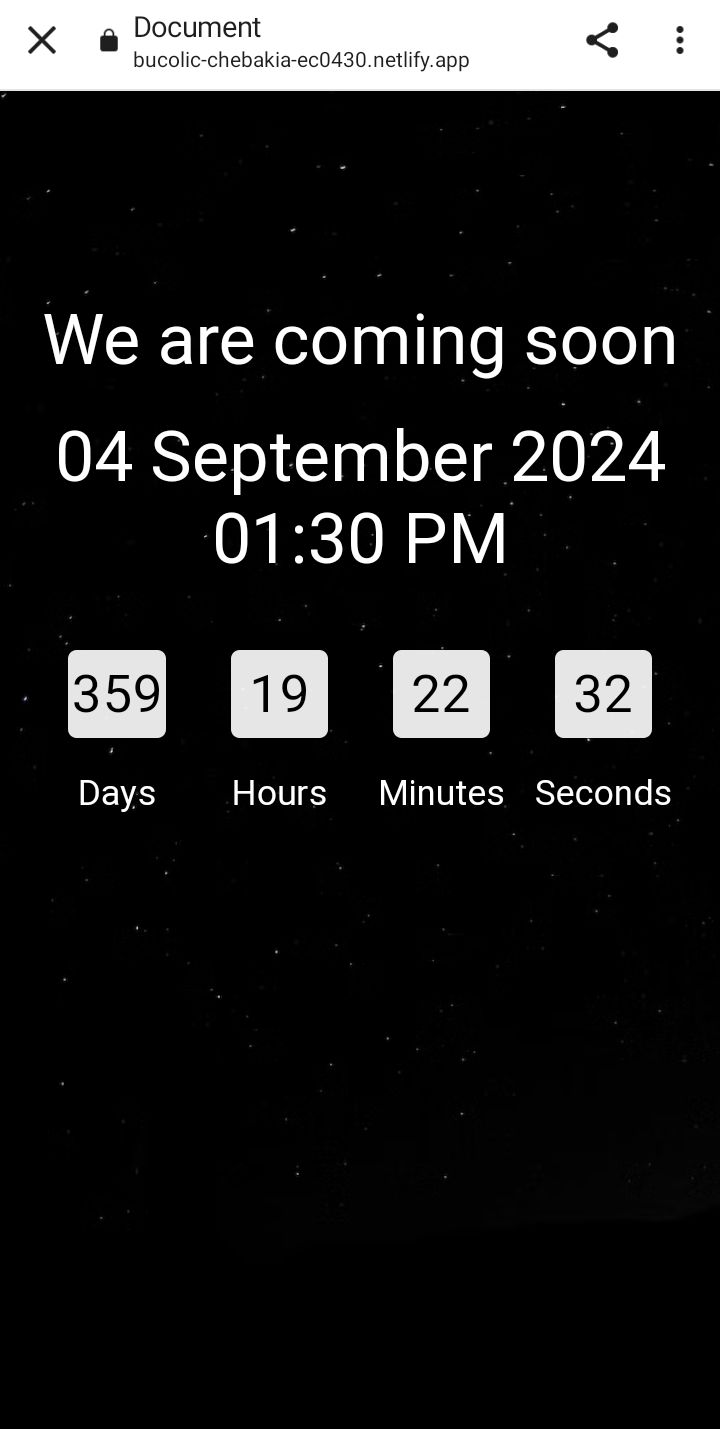 Document
bucolic-chebakia-ec0430.netlify.app
We are coming soon
04 September 2024
01:30 PM
359 19 22 32
Days Hours Minutes Seconds